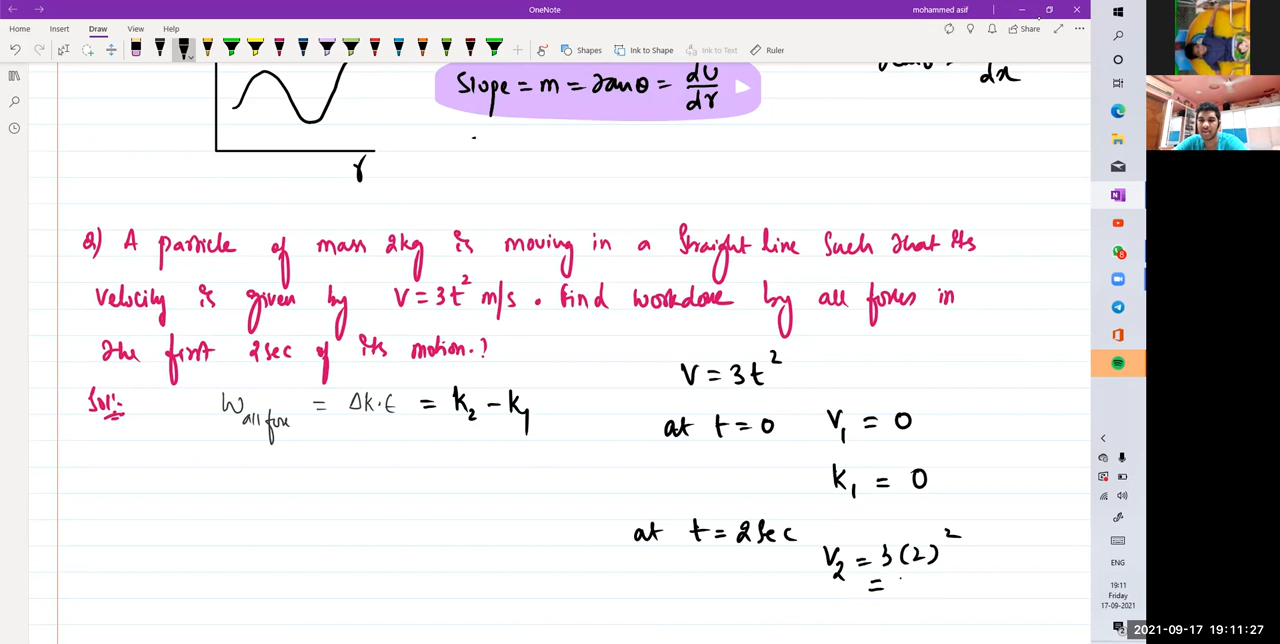 OneNote
mohammed asif
Home Insert Draw View Help
Shapes Ink to Shape Ink to Text Ruler Share
Slope = m = tanθ = dU/dr
dx
r
Q) A particle of mass 2kg is moving in a straight line such that its
velocity is given by V = 3t² m/s . find workdone by all forces in
the first 2sec of its motion.?
Sol:
W all force = Δk.E = k₂ - k₁
V = 3t²
at t = 0 V₁ = 0
k₁ = 0
at t = 2sec
V₂ = 3(2)²
=
ENG
19:11
Friday
17-09-2021
2021-09-17 19:11:27